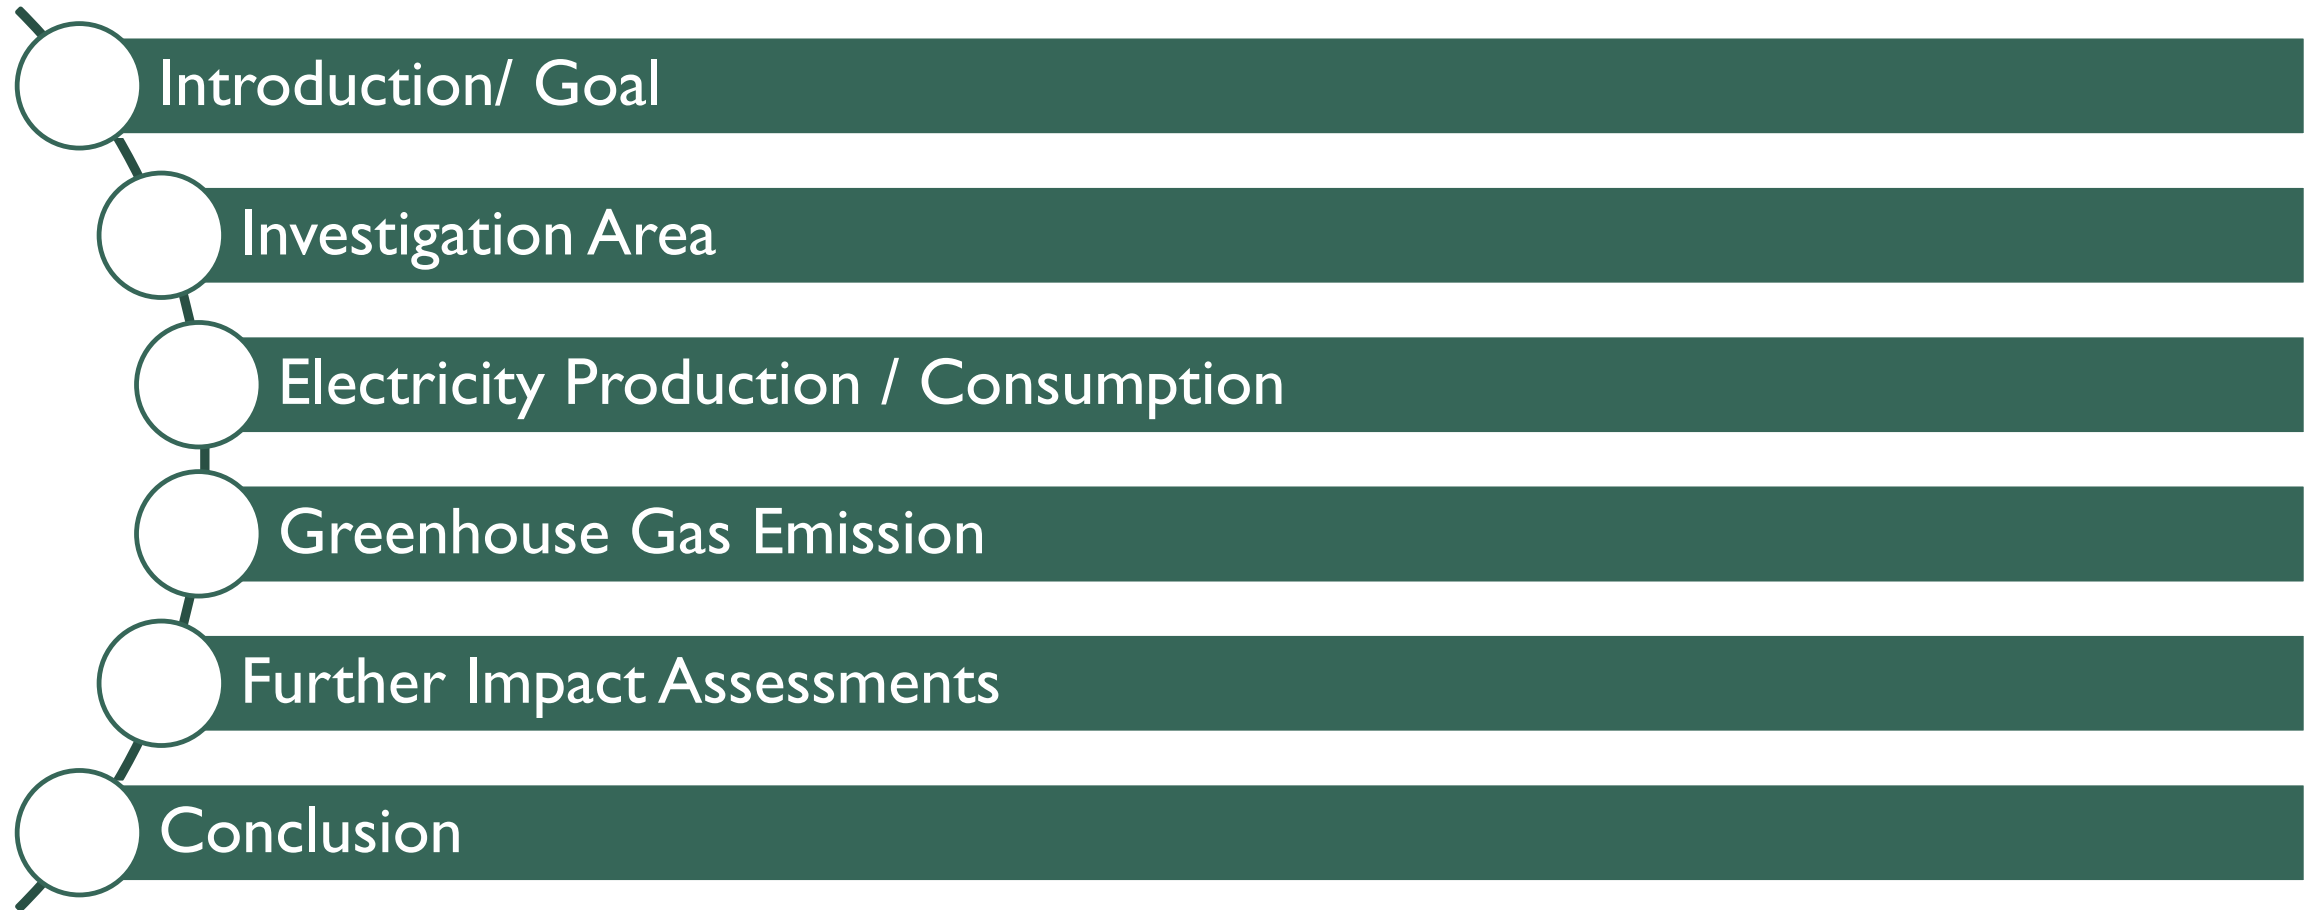 Introduction/ Goal
Investigation Area
Electricity Production / Consumption
Greenhouse Gas Emission
Further Impact Assessments
Conclusion